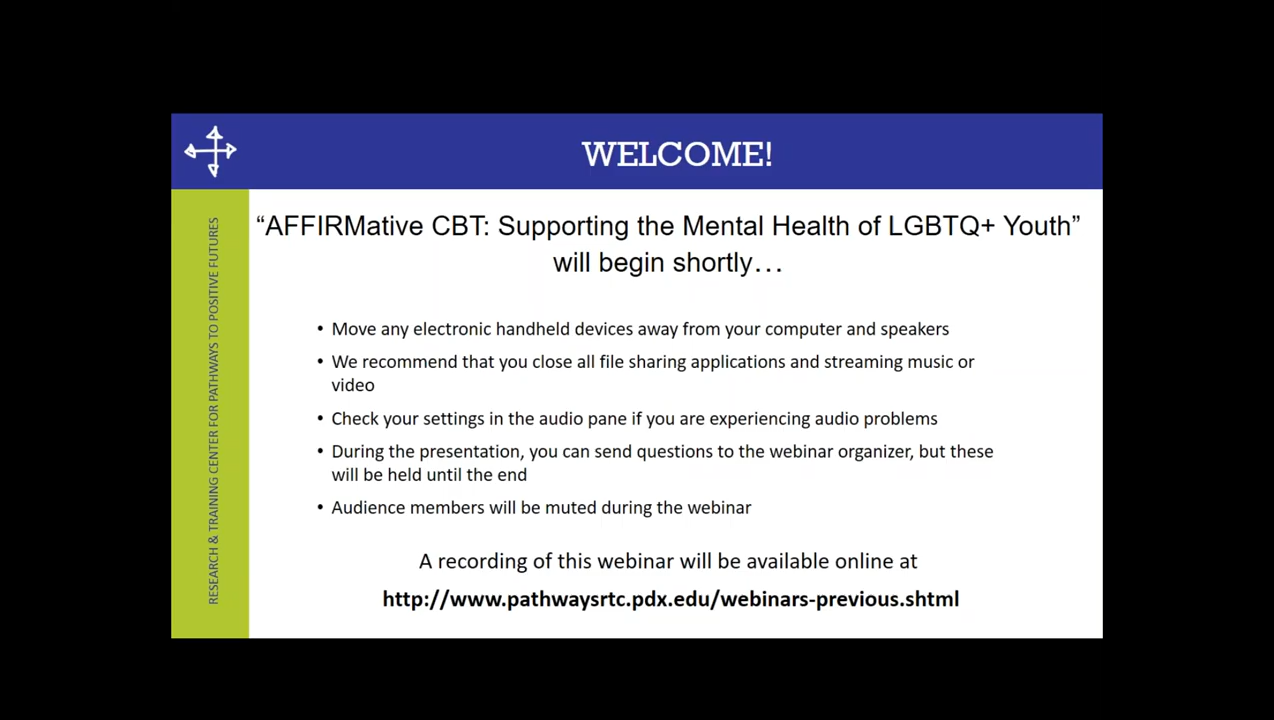 WELCOME!
RESEARCH & TRAINING CENTER FOR PATHWAYS TO POSITIVE FUTURES
“AFFIRMative CBT: Supporting the Mental Health of LGBTQ+ Youth”
will begin shortly…
• Move any electronic handheld devices away from your computer and speakers
• We recommend that you close all file sharing applications and streaming music or
video
• Check your settings in the audio pane if you are experiencing audio problems
• During the presentation, you can send questions to the webinar organizer, but these
will be held until the end
• Audience members will be muted during the webinar
A recording of this webinar will be available online at
http://www.pathwaysrtc.pdx.edu/webinars-previous.shtml